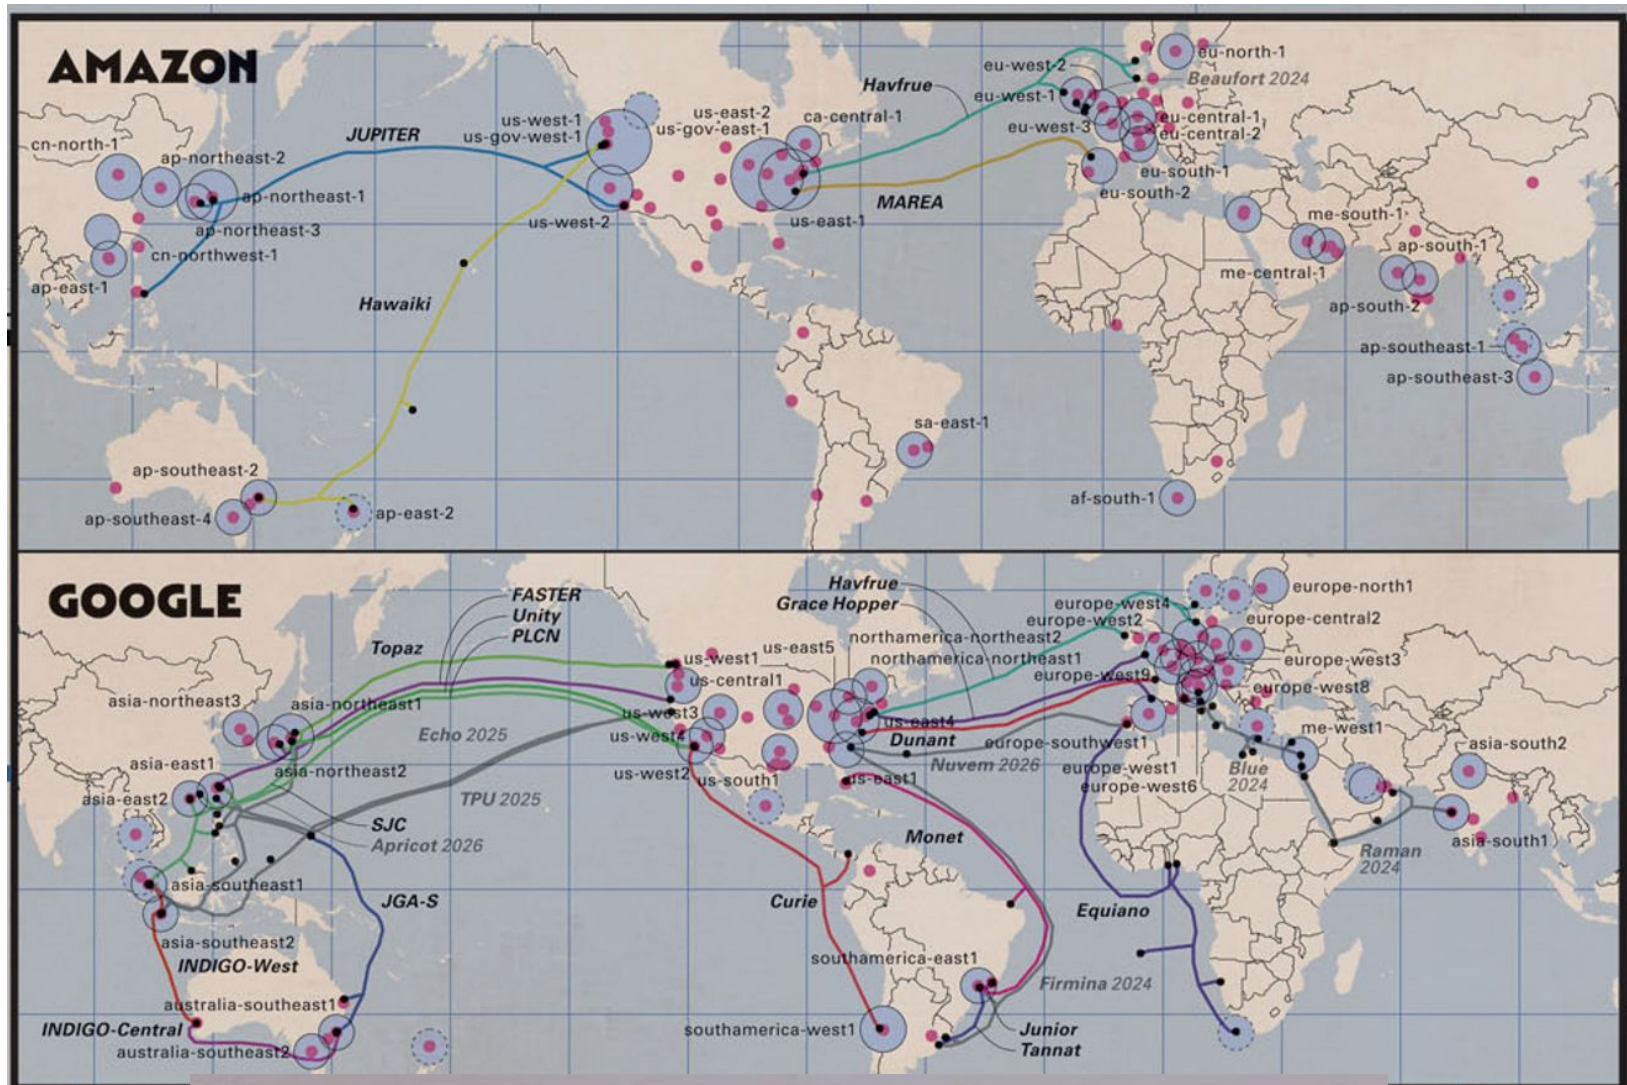 AMAZON
eu-north-1
eu-west-2
Beaufort 2024
Havfrue
eu-west-1
us-east-2
ca-central-1
us-west-1
us-gov-east-1
us-gov-west-1
eu-central-1
eu-west-3
eu-central-2
JUPITER
cn-north-1
ap-northeast-2
eu-south-1
ap-northeast-1
eu-south-2
MAREA
us-east-1
us-west-2
me-south-1
ap-northeast-3
ap-south-1
cn-northwest-1
me-central-1
ap-east-1
Hawaiki
ap-south-2
ap-southeast-1
ap-southeast-3
sa-east-1
ap-southeast-2
af-south-1
ap-southeast-4
ap-east-2
GOOGLE
FASTER
Unity
PLCN
Topaz
Havfrue
Grace Hopper
europe-north1
europe-west4
europe-west2
europe-central2
northamerica-northeast2
us-east5
northamerica-northeast1
us-west1
us-central1
europe-west3
europe-west9
europe-west8
asia-northeast3
asia-northeast1
us-west3
us-east4
us-west4
Echo 2025
Dunant
europe-southwest1
me-west1
asia-south2
asia-east1
asia-northeast2
us-west2
us-south1
us-east1
Nuvem 2026
europe-west1
europe-west6
Blue
2024
asia-east2
TPU 2025
SJC
Apricot 2026
Monet
asia-south1
Raman
2024
asia-southeast1
JGA-S
Curie
Equiano
asia-southeast2
INDIGO-West
southamerica-east1
Firmina 2024
australia-southeast1
INDIGO-Central
australia-southeast2
southamerica-west1
Junior
Tannat